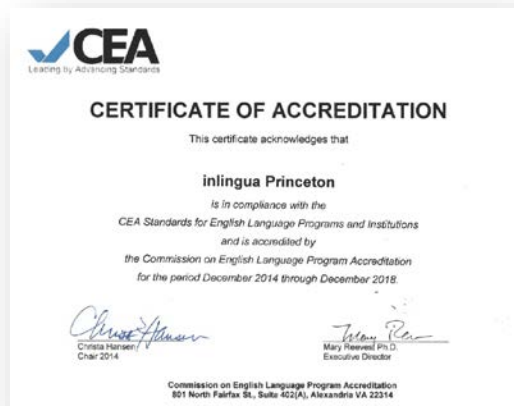 CEA
Leading by Advancing Standards
CERTIFICATE OF ACCREDITATION
This certificate acknowledges that
inlingua Princeton
is in compliance with the
CEA Standards for English Language Programs and Institutions
and is accredited by
the Commission on English Language Program Accreditation
for the period December 2014 through December 2018.
Christa Hansen
Chair 2014
Mary Reeves, Ph.D.
Executive Director
Commission on English Language Program Accreditation
801 North Fairfax St., Suite 402(A), Alexandria VA 22314